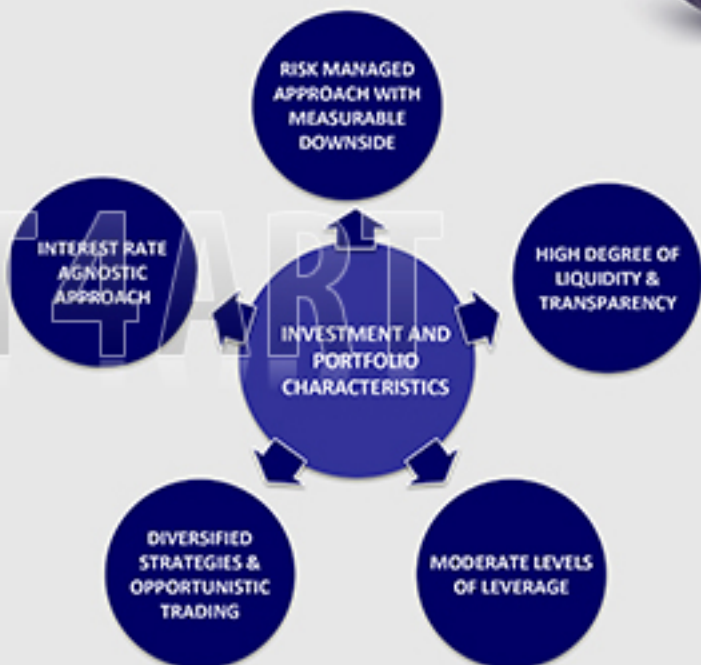 RISK MANAGED
APPROACH WITH
MEASURABLE
DOWNSIDE
INTEREST RATE
AGNOSTIC
APPROACH
HIGH DEGREE OF
LIQUIDITY &
TRANSPARENCY
T4ART
INVESTMENT AND
PORTFOLIO
CHARACTERISTICS
DIVERSIFIED
STRATEGIES &
OPPORTUNISTIC
TRADING
MODERATE LEVELS
OF LEVERAGE